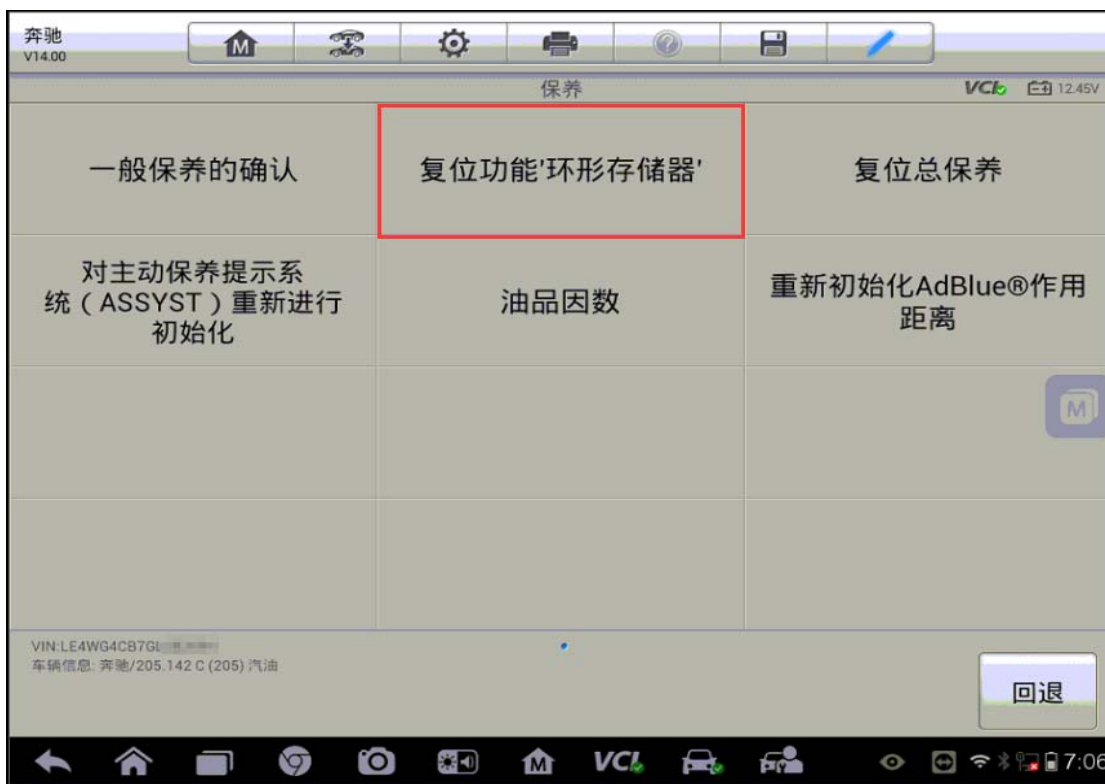 奔驰
V14.00
M
保养
VCI
12.45V
一般保养的确认
复位功能'环形存储器'
复位总保养
对主动保养提示系
统（ASSYST）重新进行
初始化
油品因数
重新初始化AdBlue®作用
距离
M
VIN:LE4WG4CB7GL
车辆信息: 奔驰/205.142 C (205) 汽油
回退
M
VCI
7:06